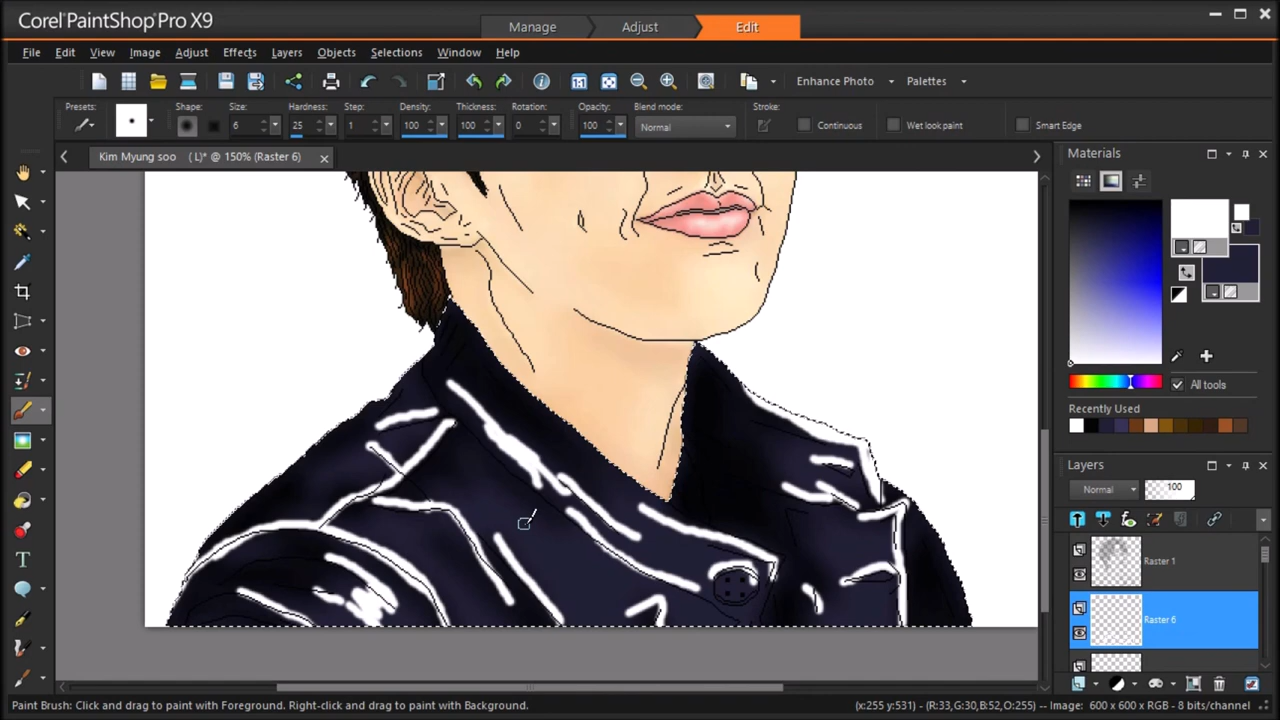 Corel PaintShop Pro X9
Manage Adjust Edit
File Edit View Image Adjust Effects Layers Objects Selections Window Help
Enhance Photo Palettes
Presets: Shape: Size: Hardness: Step: Density: Thickness: Rotation: Opacity: Blend mode: Stroke:
6 25 1 100 100 0 100 Normal Continuous Wet look paint Smart Edge
Kim Myung soo ( L)* @ 150% (Raster 6)
Materials
All tools
Recently Used
Layers
Normal 100
Raster 1
Raster 6
Paint Brush: Click and drag to paint with Foreground. Right-click and drag to paint with Background.
(x:255 y:531) - (R:33,G:30,B:52,O:255) -- Image: 600 x 600 x RGB - 8 bits/channel